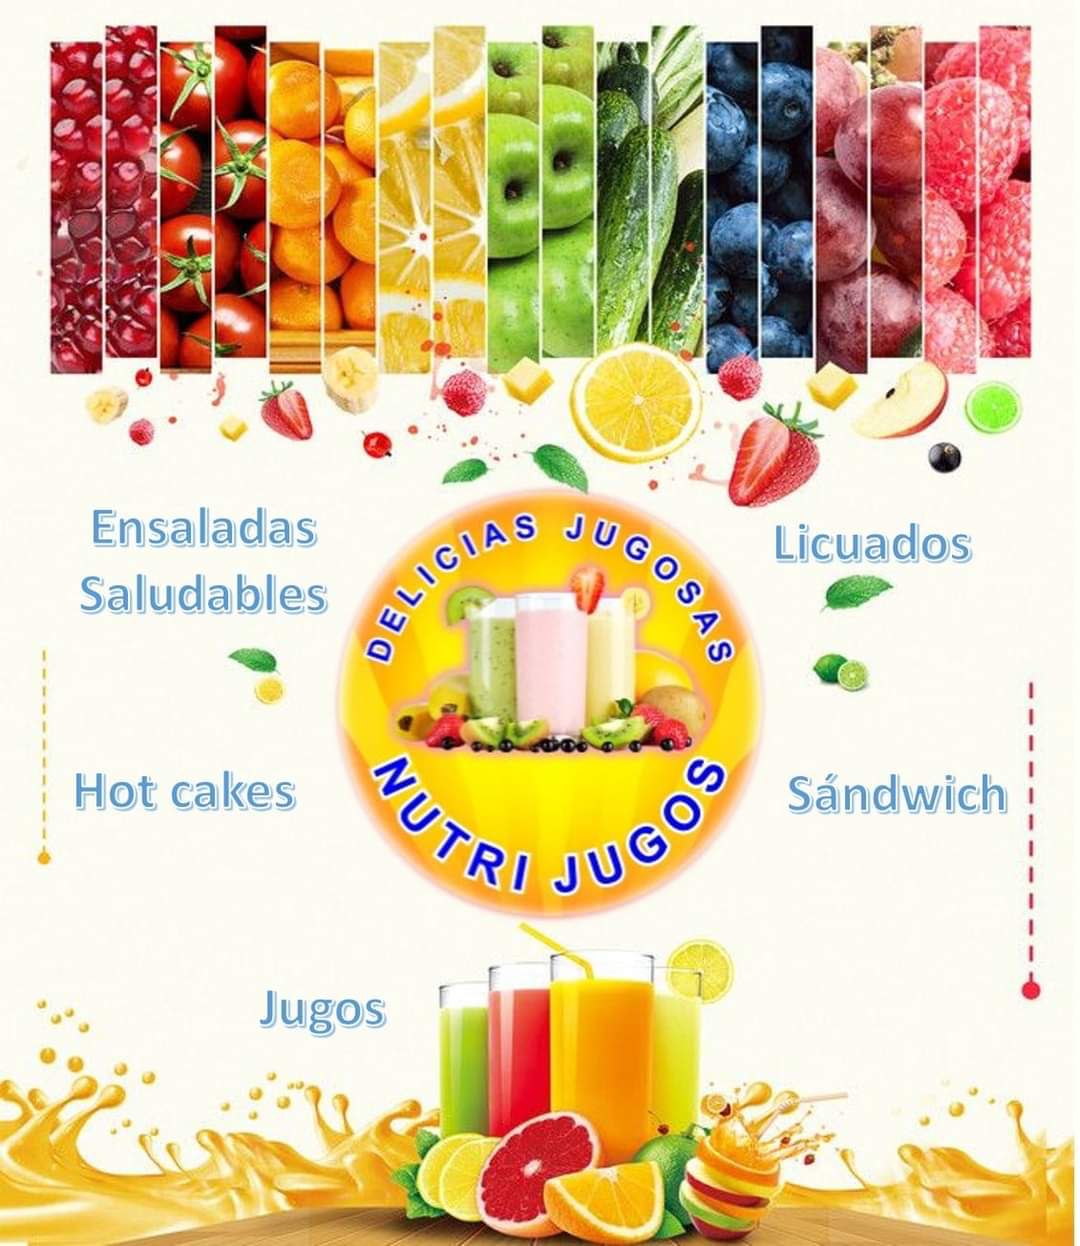 Ensaladas
Saludables
Licuados
DELICIAS JUGOSAS
NUTRI JUGOS
Hot cakes
Sándwich
Jugos